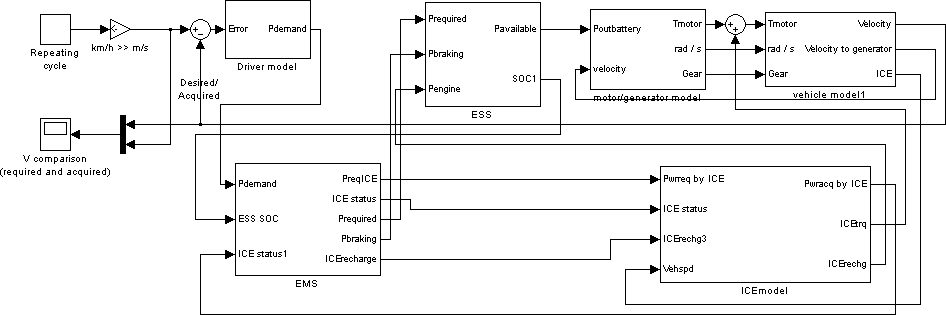 Repeating
cycle
km/h >> m/s
+
-
Desired/
Acquired
Error
Pdemand
Driver model
V comparison
(required and acquired)
Prequired
Pbraking
Pengine
Pavailable
SOC1
ESS
Poutbattery
velocity
Tmotor
rad / s
Gear
motor/generator model
+
+
Tmotor
rad / s
Gear
Velocity
Velocity to generator
ICE
vehicle model1
Pdemand
ESS SOC
ICE status1
PreqICE
ICE status
Prequired
Pbraking
ICErecharge
EMS
Pwrreq by ICE
ICE status
ICErechg3
Vehspd
Pwracq by ICE
ICEtrq
ICErechg
ICEmodel